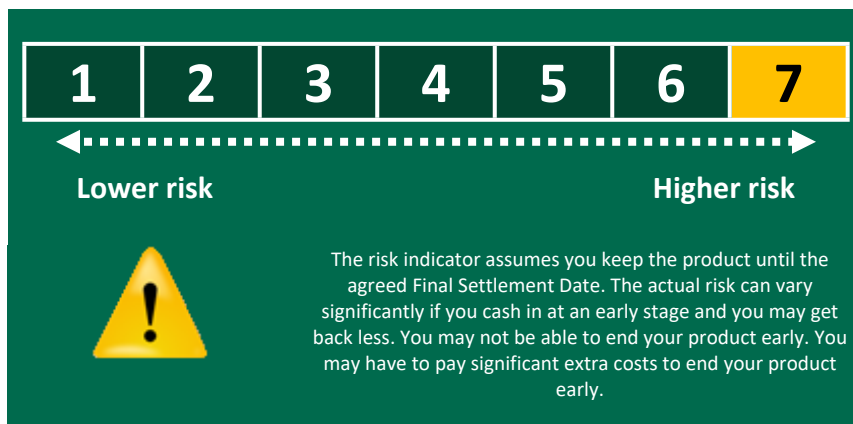 1 2 3 4 5 6 7
Lower risk Higher risk
The risk indicator assumes you keep the product until the
agreed Final Settlement Date. The actual risk can vary
significantly if you cash in at an early stage and you may get
back less. You may not be able to end your product early. You
may have to pay significant extra costs to end your product
early.